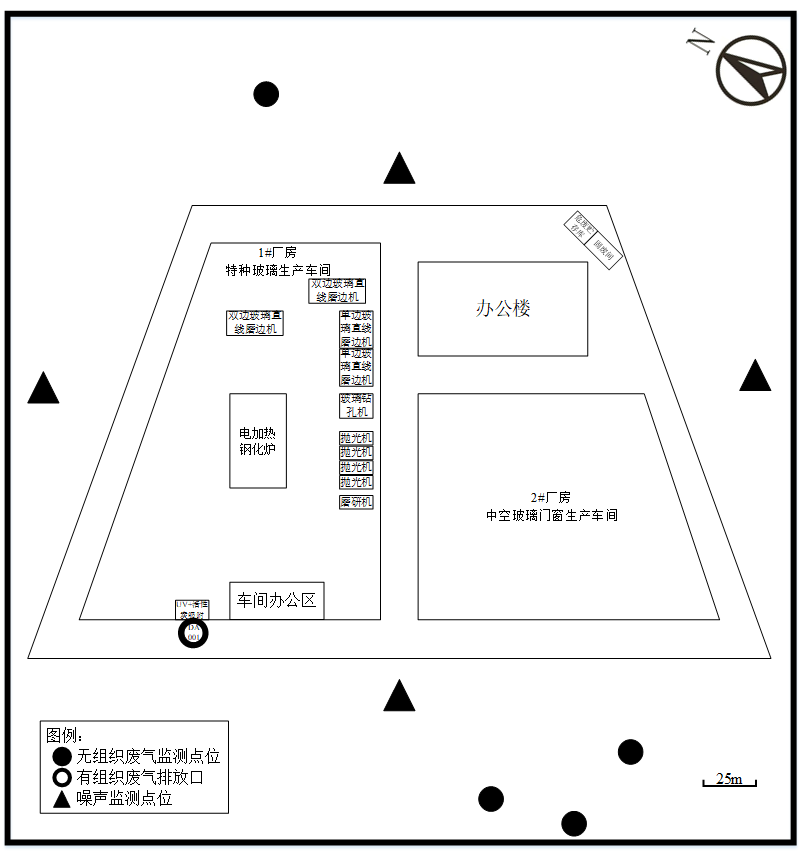 N
危废贮
存库
固废间
1#厂房
特种玻璃生产车间
双边玻璃直
线磨边机
双边玻璃直
线磨边机
单边玻
璃直线
磨边机
单边玻
璃直线
磨边机
玻璃钻
孔机
电加热
钢化炉
抛光机
抛光机
抛光机
抛光机
磨研机
办公楼
2#厂房
中空玻璃门窗生产车间
车间办公区
UV+活性
炭吸附
DA
001
图例：
无组织废气监测点位
有组织废气排放口
噪声监测点位
25m